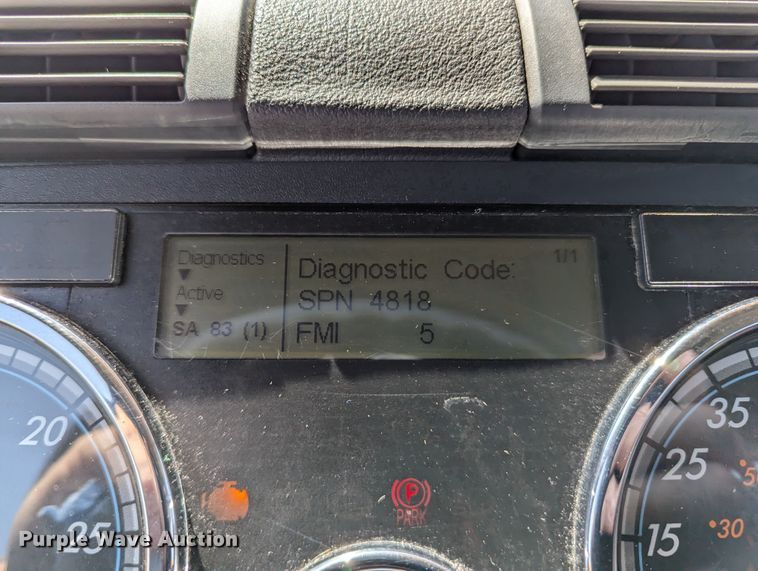 Diagnostics
Active
SA 83 (1)
Diagnostic Code:
1/1
SPN 4818
FMI 5
20
25
P
PARK
35
25
15
30
Purple Wave Auction